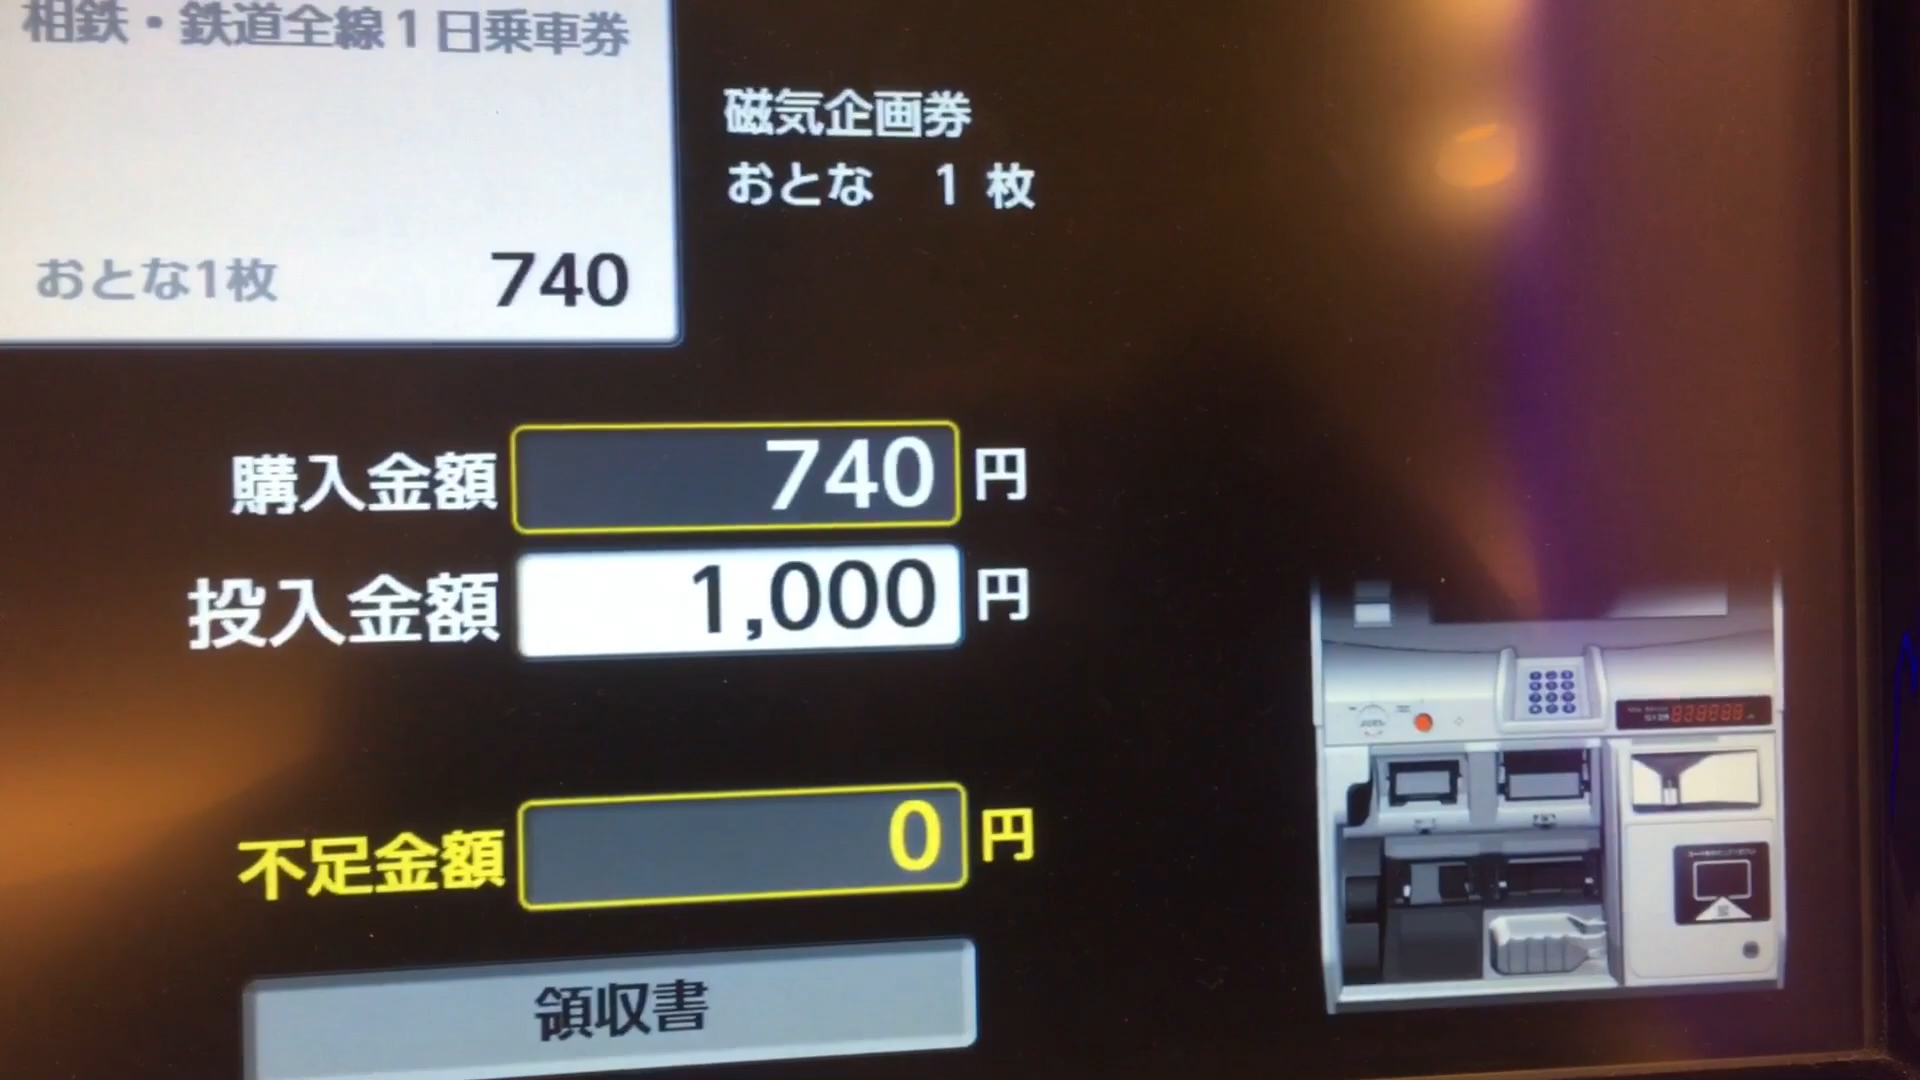 相鉄・鉄道全線1日乗車券
おとな1枚 740
磁気企画券
おとな 1 枚
購入金額 740 円
投入金額 1,000 円
不足金額 0 円
領収書